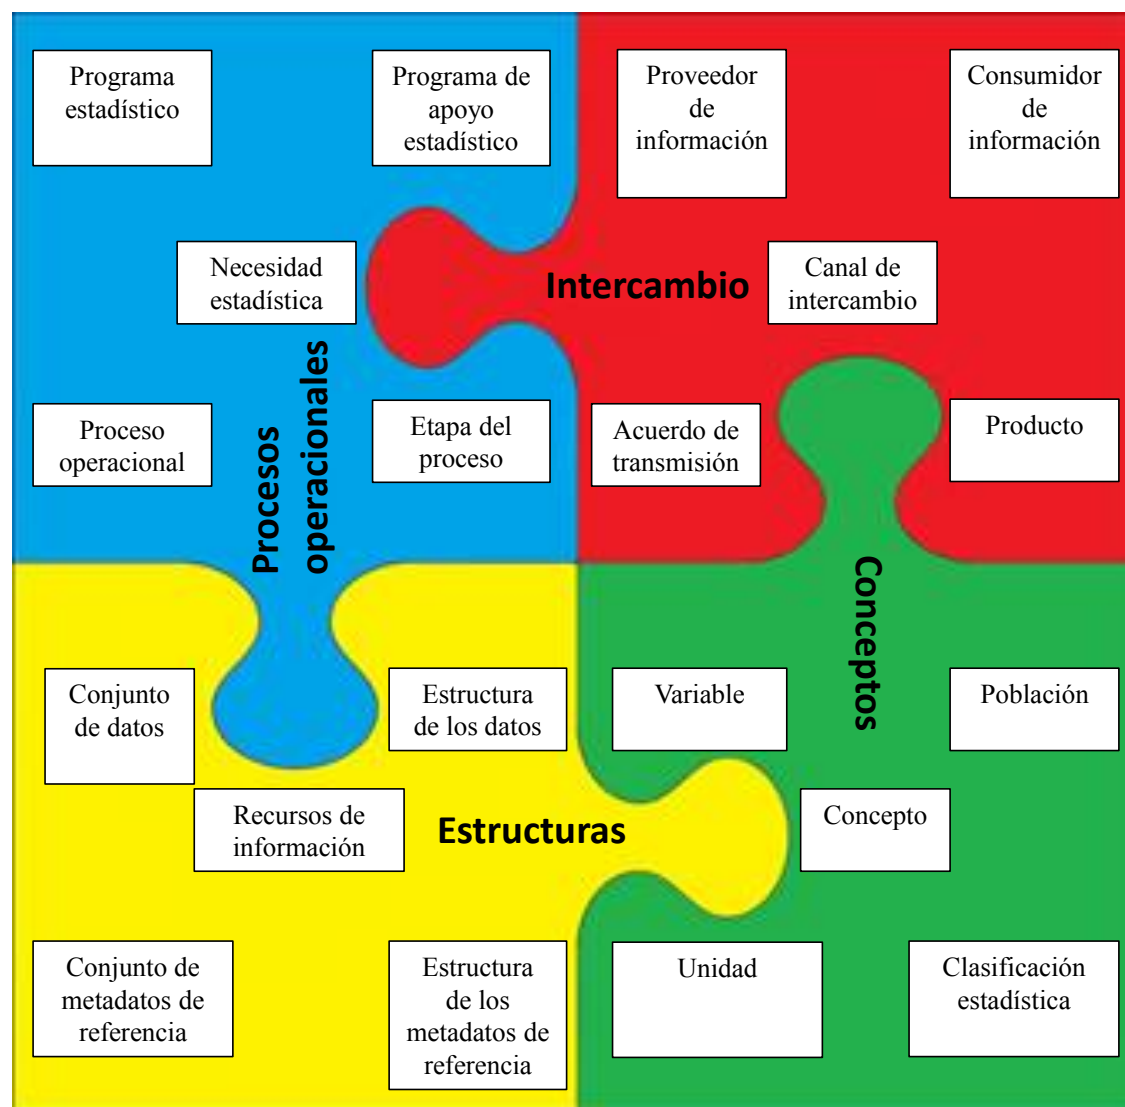 Programa
estadístico
Programa de
apoyo
estadístico
Necesidad
estadística
Procesos
operacionales
Proceso
operacional
Etapa del
proceso
Proveedor
de
información
Consumidor
de
información
Intercambio
Canal de
intercambio
Acuerdo de
transmisión
Producto
Conjunto
de datos
Estructura
de los datos
Recursos de
información
Estructuras
Conjunto de
metadatos de
referencia
Estructura
de los
metadatos de
referencia
Conceptos
Variable
Población
Concepto
Unidad
Clasificación
estadística